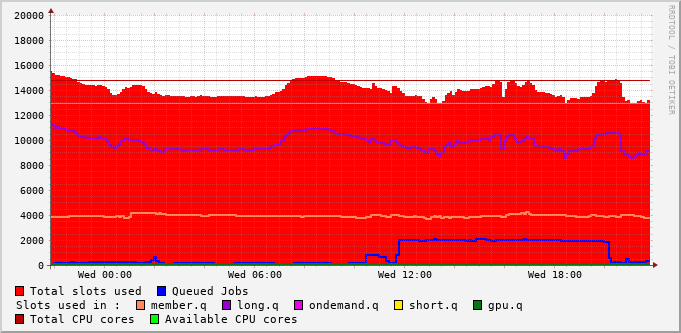 RRDTOOL / TOBI OETIKER
20000
18000
16000
14000
12000
10000
8000
6000
4000
2000
0
Wed 00:00 Wed 06:00 Wed 12:00 Wed 18:00
Total slots used Queued Jobs
Slots used in : member.q long.q ondemand.q short.q gpu.q
Total CPU cores Available CPU cores